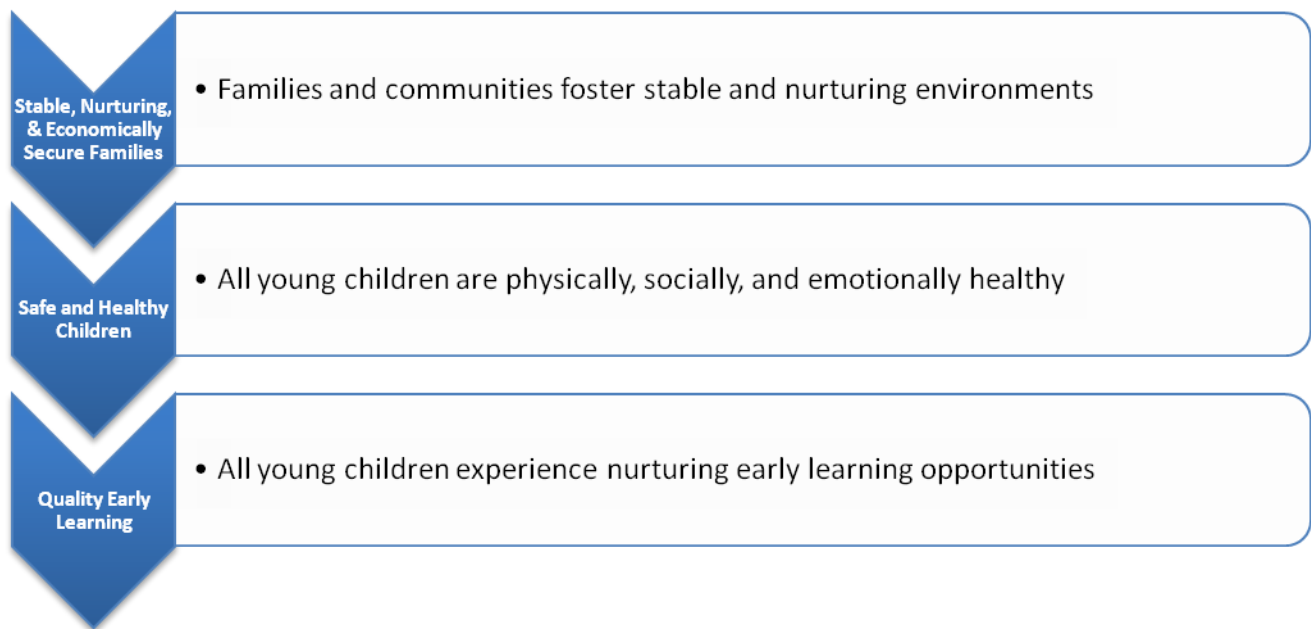 Stable, Nurturing,
& Economically
Secure Families
• Families and communities foster stable and nurturing environments
Safe and Healthy
Children
• All young children are physically, socially, and emotionally healthy
Quality Early
Learning
• All young children experience nurturing early learning opportunities